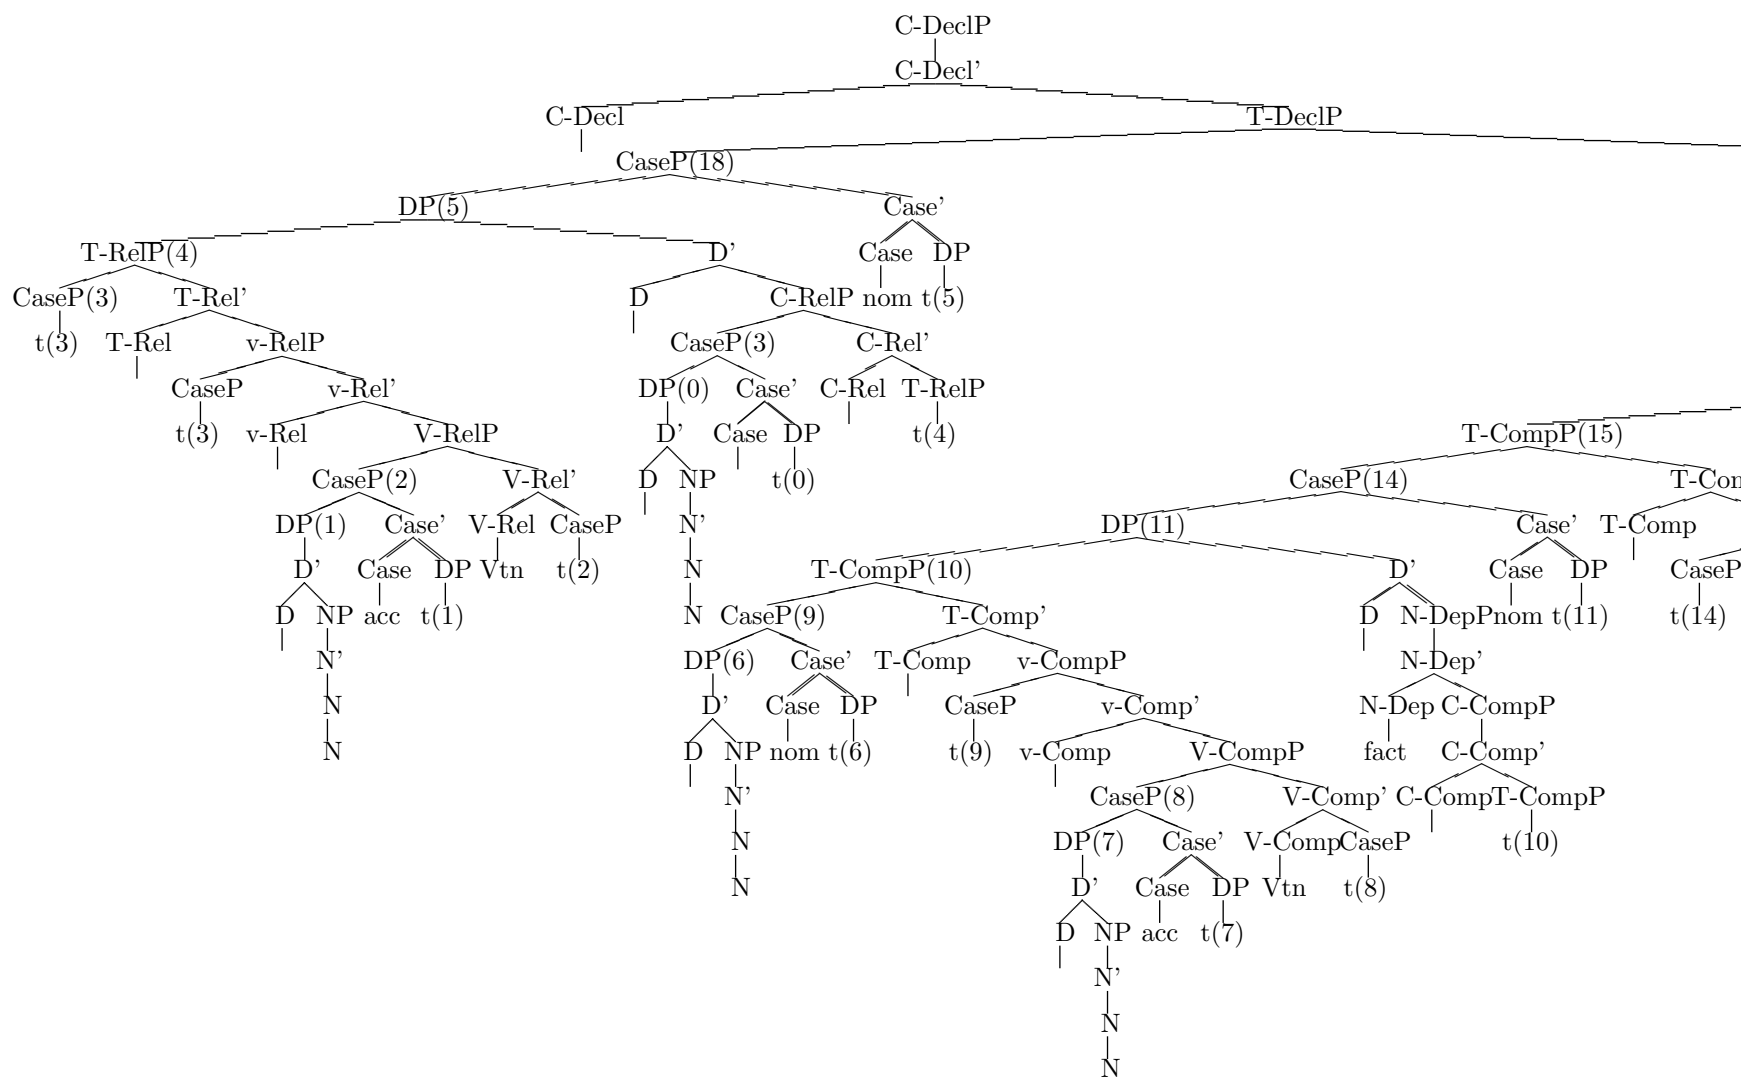 C-DeclP
C-Decl'
C-Decl T-DeclP
CaseP(18)
DP(5) Case'
T-RelP(4) D' Case DP
CaseP(3) T-Rel' D C-RelP nom t(5)
t(3) T-Rel v-RelP CaseP(3) C-Rel'
CaseP v-Rel' DP(0) Case' C-Rel T-RelP
t(3) v-Rel V-RelP D' Case DP t(4) T-CompP(15)
CaseP(2) V-Rel' D NP t(0) CaseP(14) T-Com
DP(1) Case' V-Rel CaseP N' DP(11) Case' T-Comp
D' Case DP Vtn t(2) N T-CompP(10) D' Case DP CaseP
D NP acc t(1) N CaseP(9) T-Comp' D N-DepP nom t(11) t(14)
N' DP(6) Case' T-Comp v-CompP N-Dep'
N D' Case DP CaseP v-Comp' N-Dep C-CompP
N D NP nom t(6) t(9) v-Comp V-CompP fact C-Comp'
N' CaseP(8) V-Comp' C-Comp T-CompP
N DP(7) Case' V-Comp CaseP t(10)
N D' Case DP Vtn t(8)
D NP acc t(7)
N'
N
N